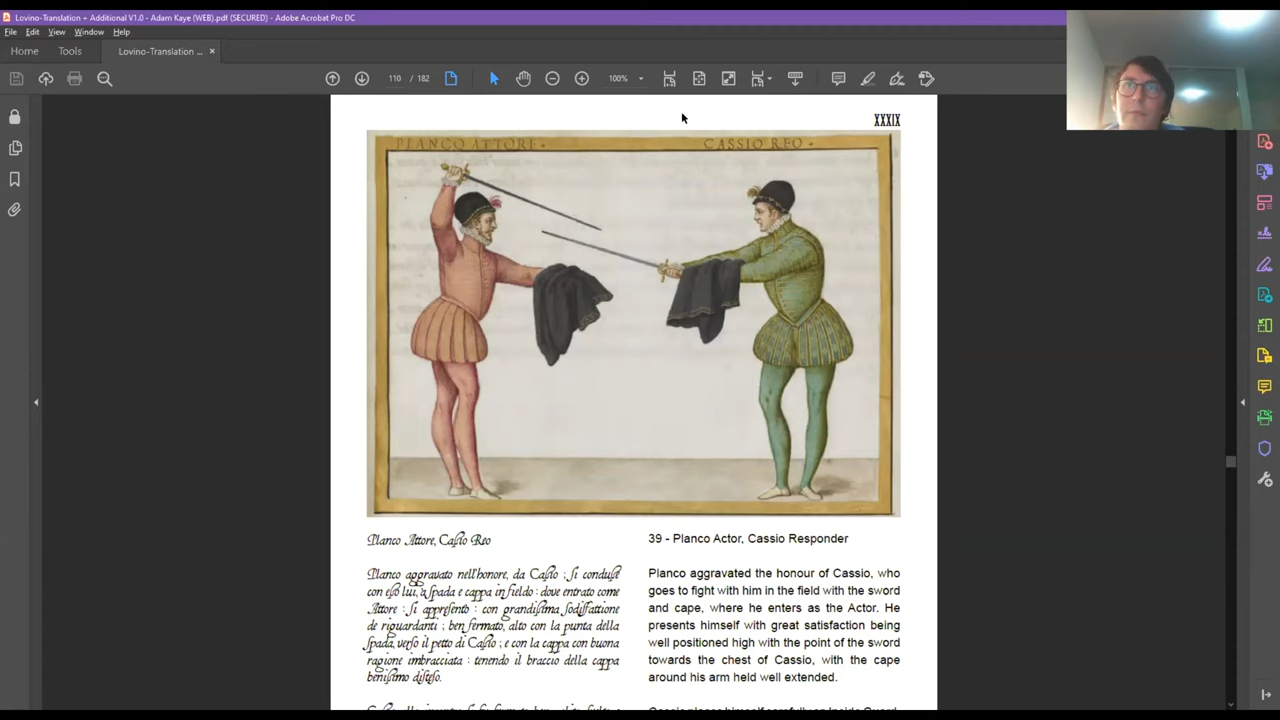 Lovino-Translation + Additional V1.0 - Adam Kaye (WEB).pdf (SECURED) - Adobe Acrobat Pro DC
File Edit View Window Help
Home Tools Lovino-Translation ... ×
110 / 182 100%
XXXIX
PLANCO ATTORE · CASSIO REO ·
Planco Attore, Cassio Reo
Planco aggravato nell'honore, da Cassio ; si conduße
con eßo lui, a spada e cappa in fieldo : dove entrato come
Attore : si appresento : con grandißima sodisfattione
de riguardanti ; ben fermato, alto con la punta della
spada, verso il petto di Cassio ; e con la cappa con buona
ragione imbracciata : tenendo il braccio della cappa
benißimo disteso.
39 - Planco Actor, Cassio Responder
Planco aggravated the honour of Cassio, who
goes to fight with him in the field with the sword
and cape, where he enters as the Actor. He
presents himself with great satisfaction being
well positioned high with the point of the sword
towards the chest of Cassio, with the cape
around his arm held well extended.